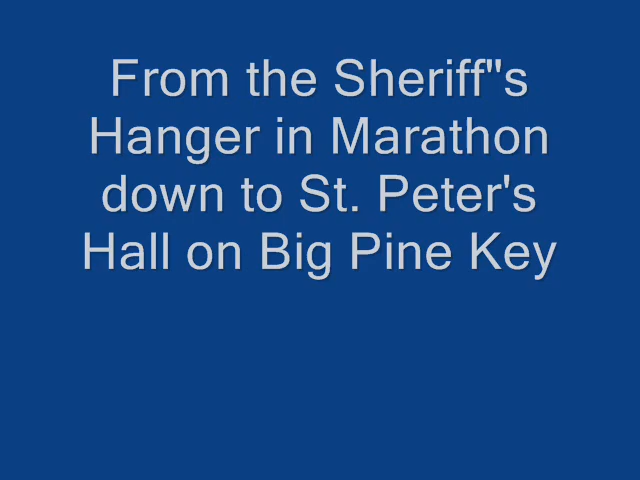 From the Sheriff"s
Hanger in Marathon
down to St. Peter's
Hall on Big Pine Key